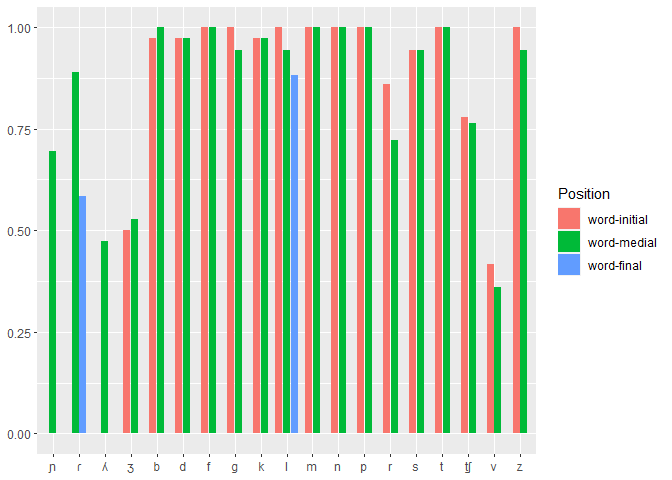 1.00
0.75
0.50
0.25
0.00
ɲ ɾ ʎ ʒ b d f g k l m n p r s t ʧ v z
Position
word-initial
word-medial
word-final